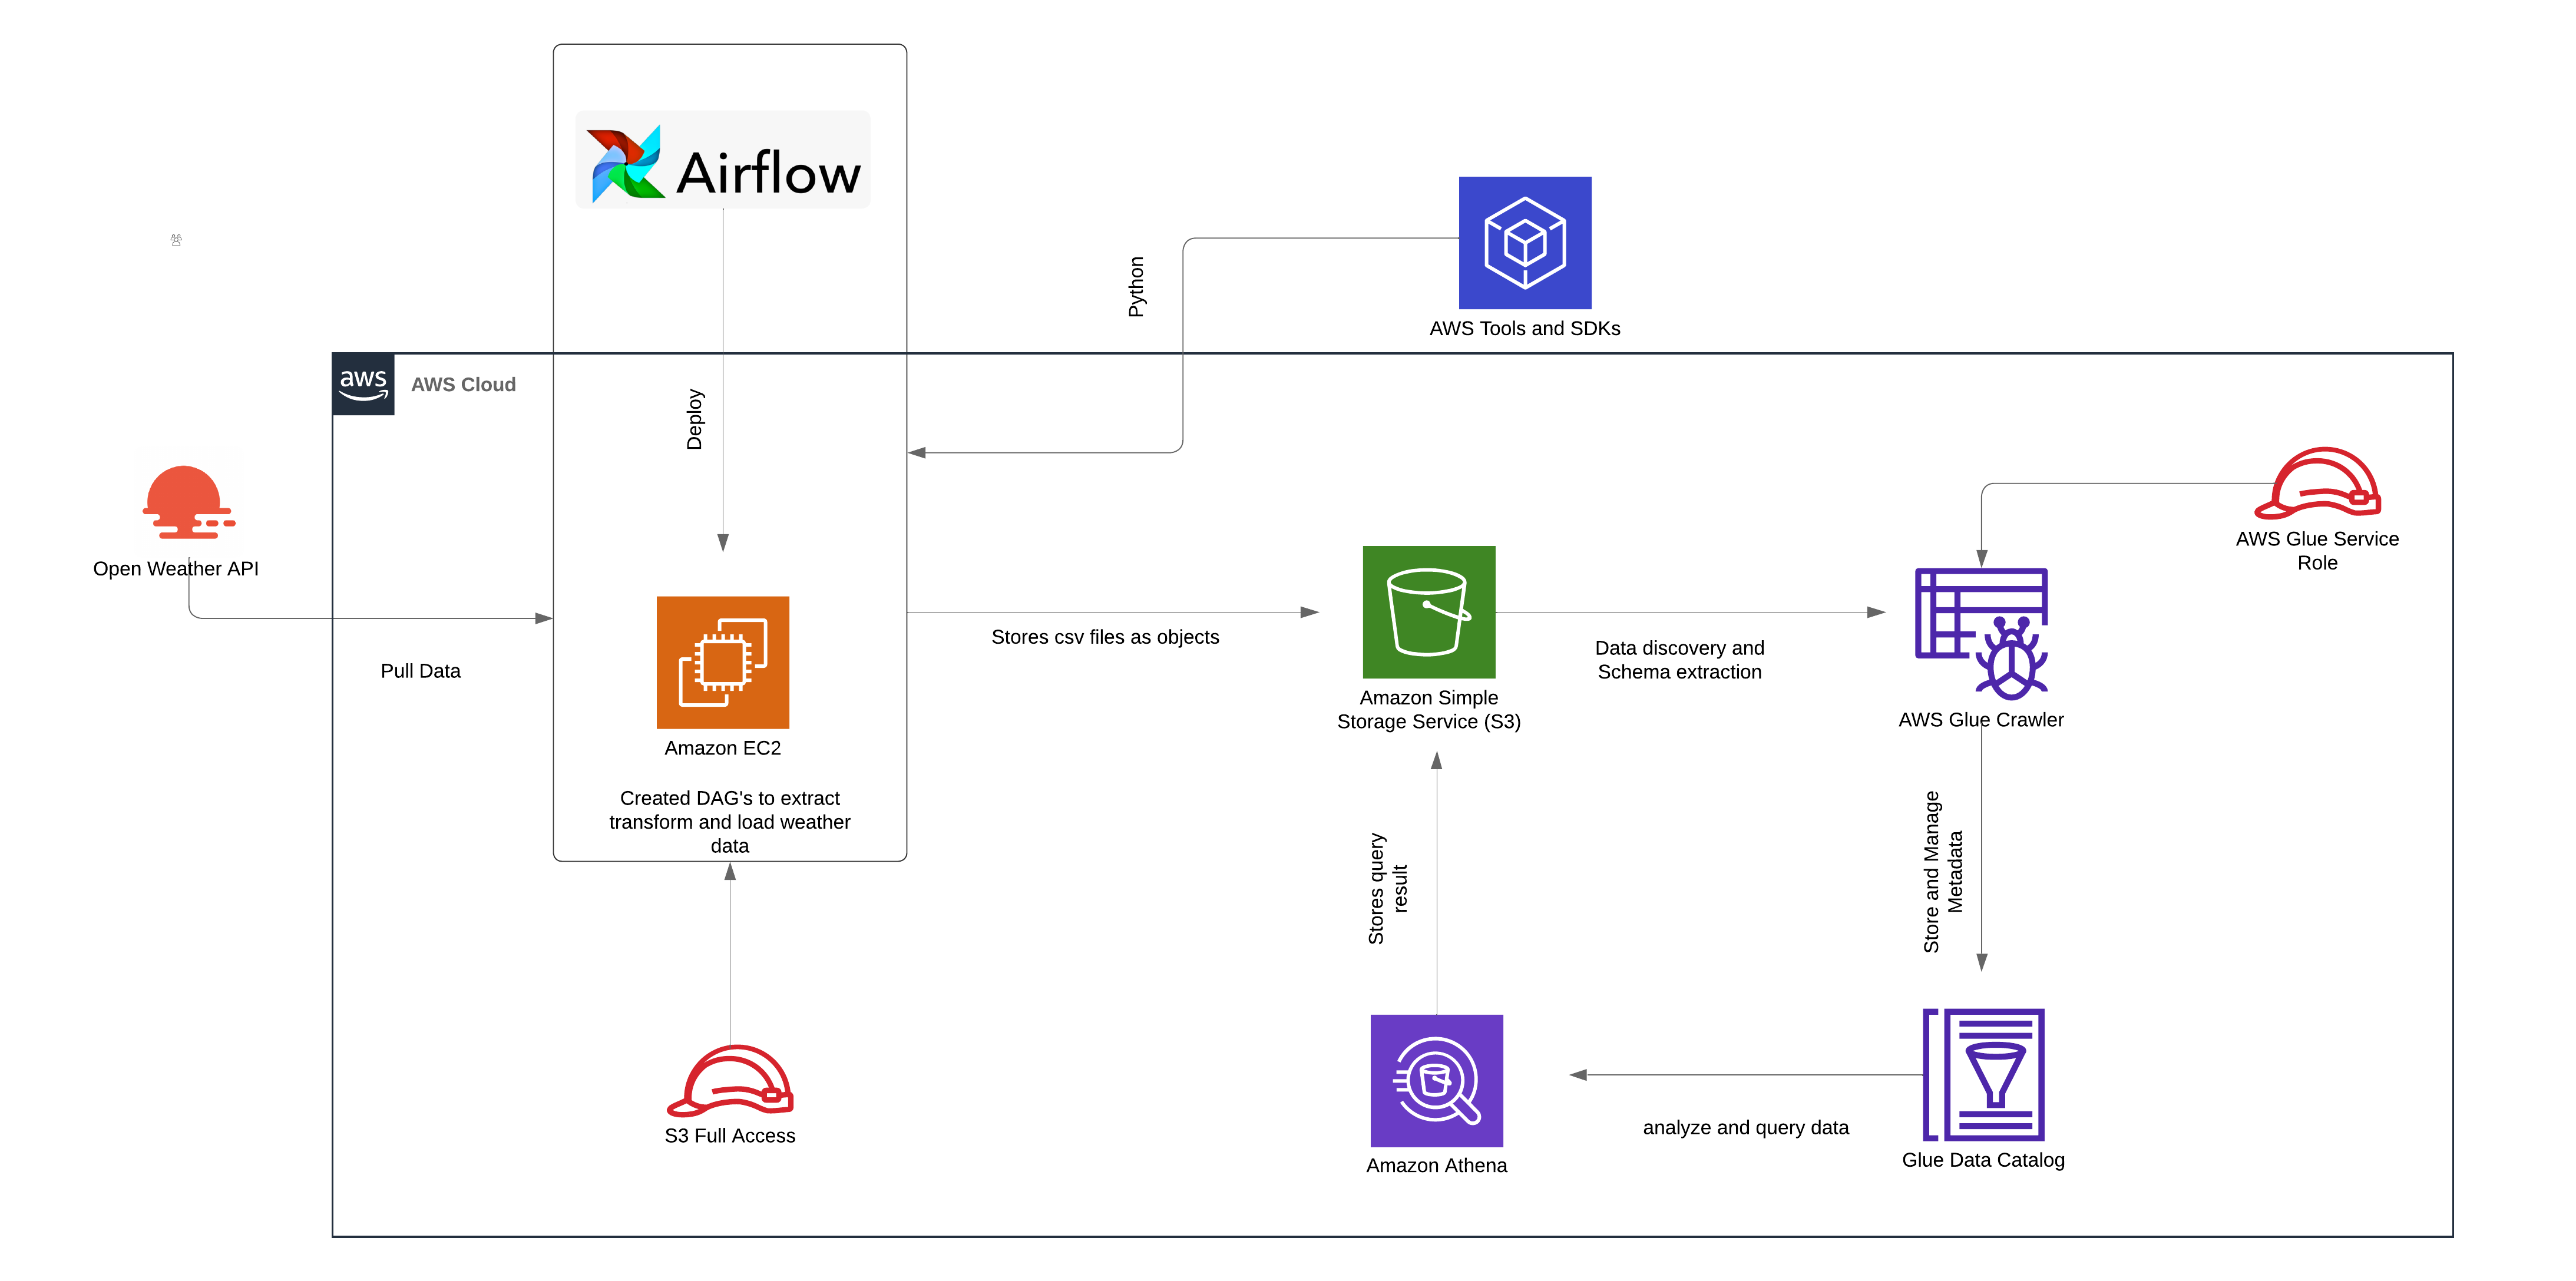 Airflow
Python
AWS Tools and SDKs
aws
AWS Cloud
Deploy
Open Weather API
Pull Data
Amazon EC2
Created DAG's to extract
transform and load weather
data
Stores csv files as objects
Amazon Simple
Storage Service (S3)
Data discovery and
Schema extraction
AWS Glue Service
Role
AWS Glue Crawler
Stores query
result
Store and Manage
Metadata
S3 Full Access
Amazon Athena
analyze and query data
Glue Data Catalog